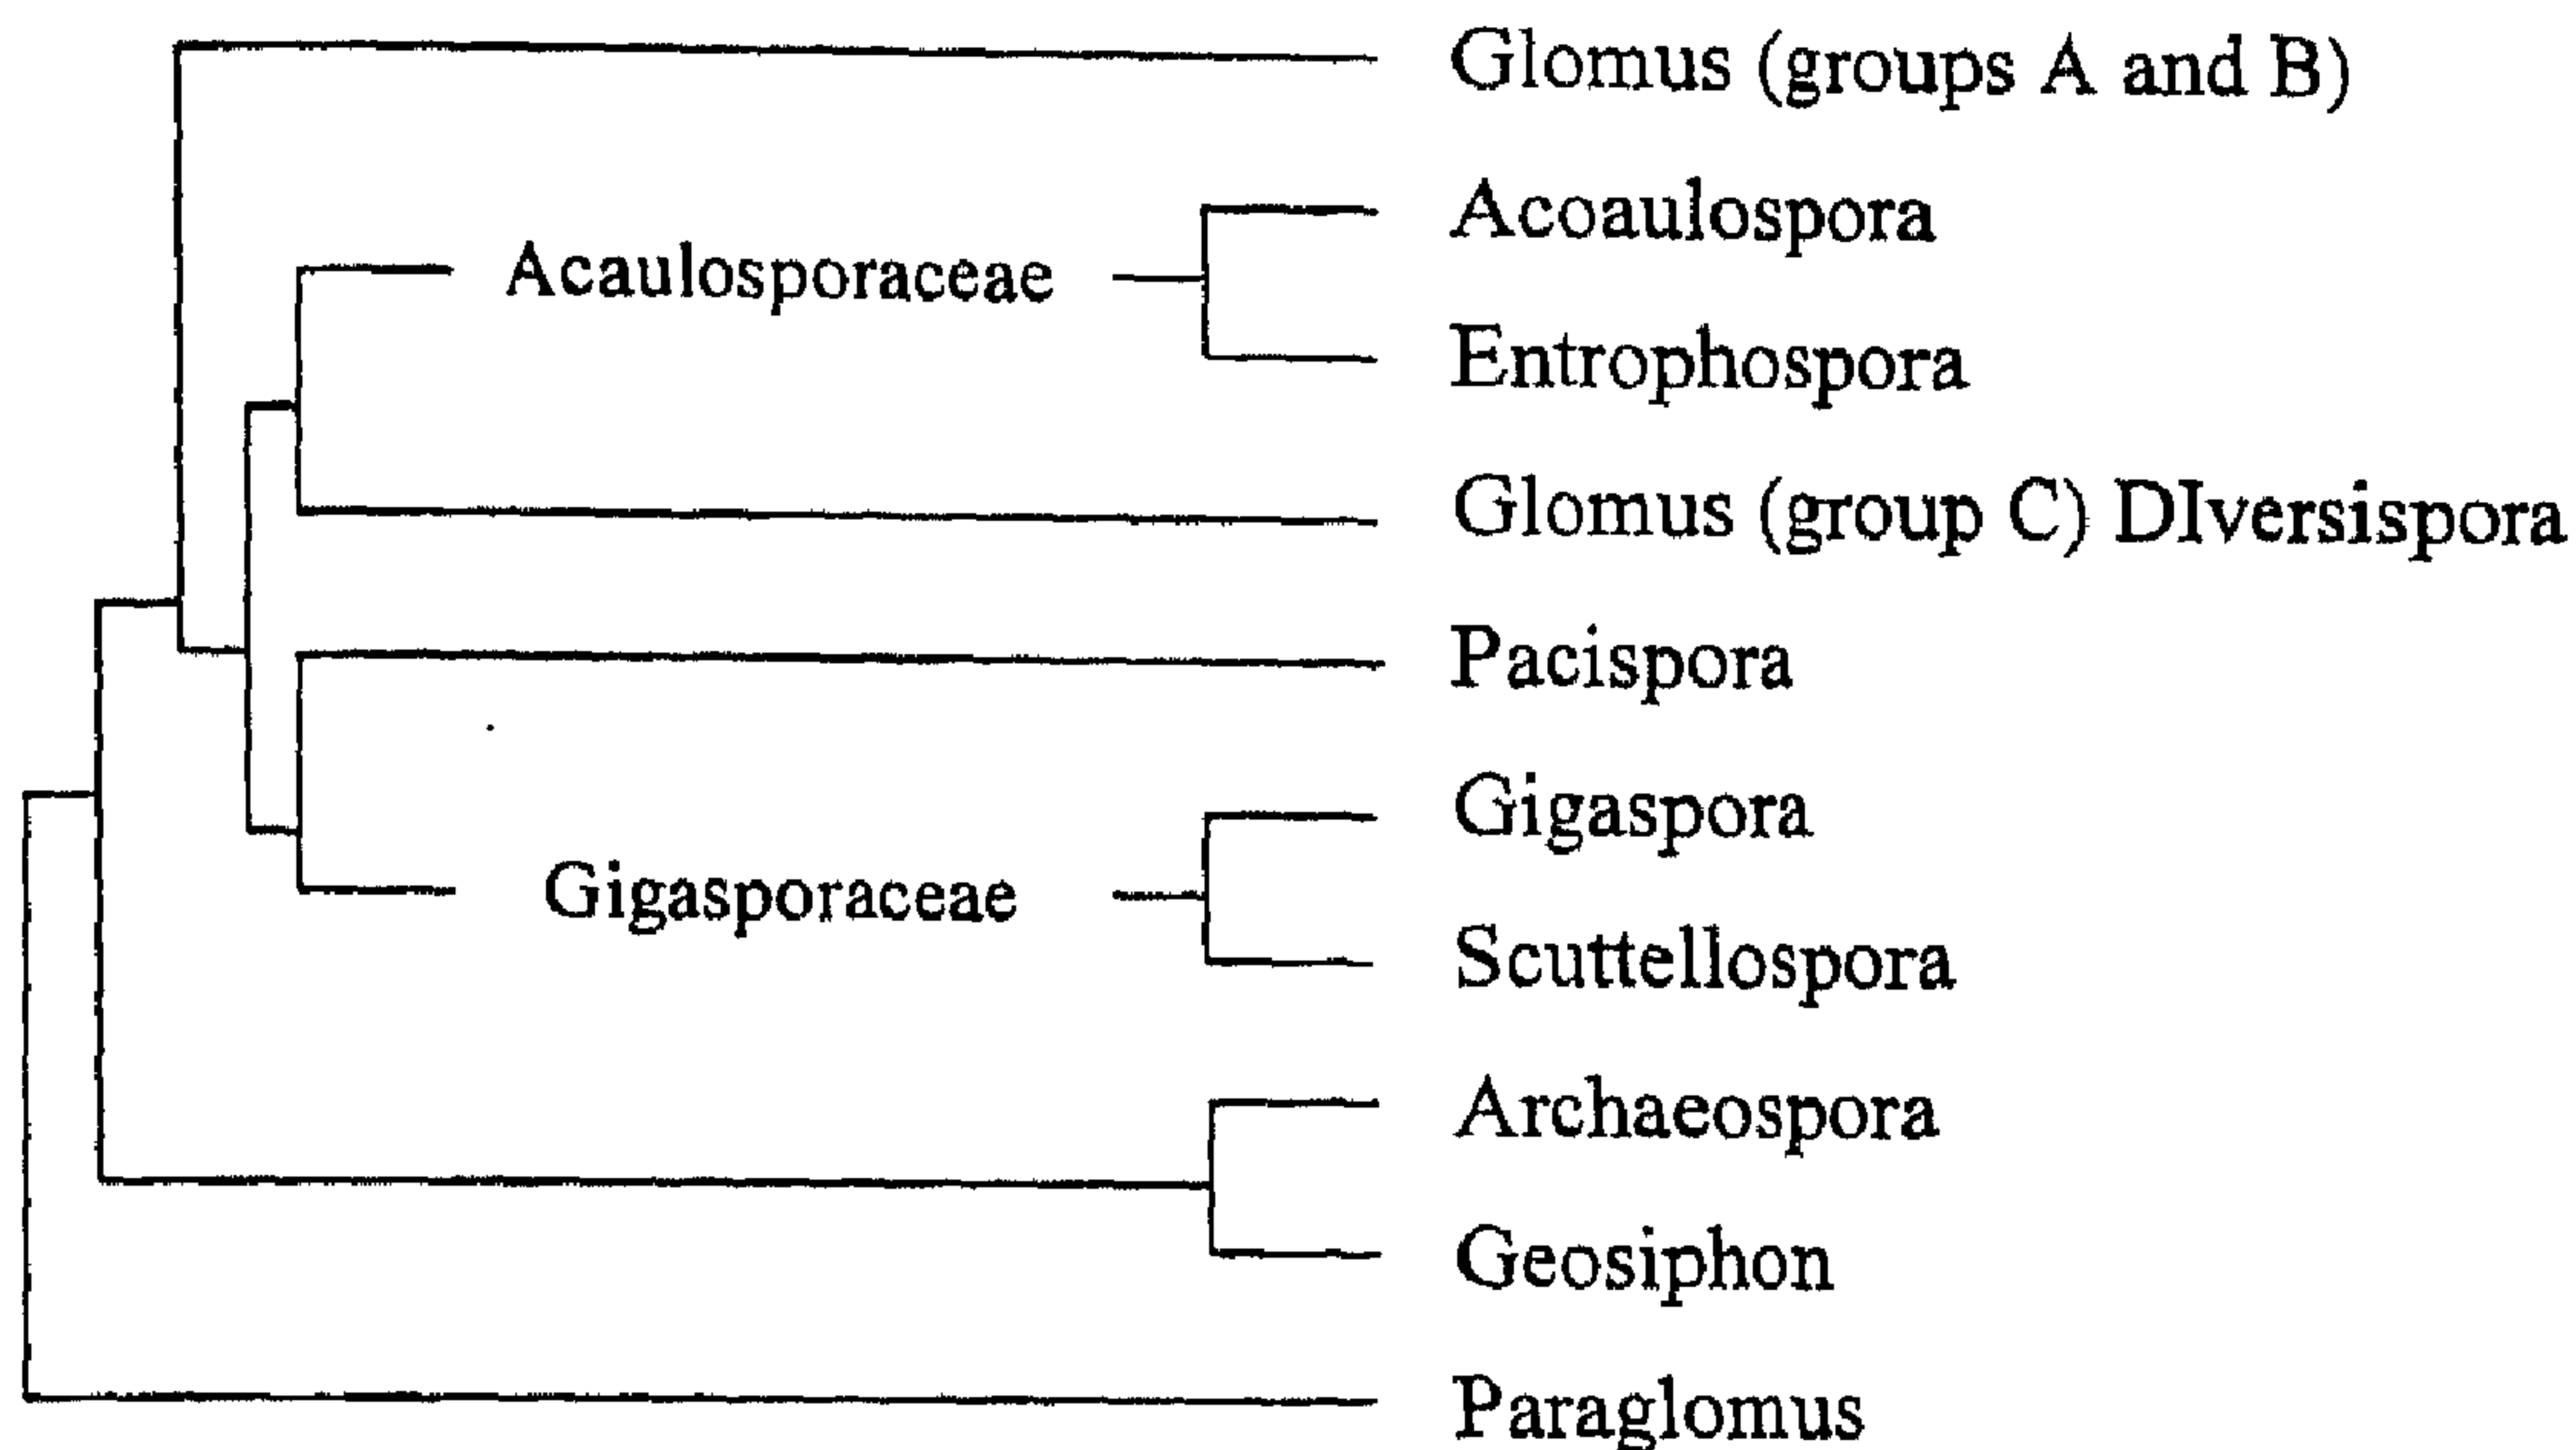 Glomus (groups A and B)
Acoaulospora
Acaulosporaceae
Entrophospora
Glomus (group C) DIversispora
Pacispora
Gigaspora
Gigasporaceae
Scuttellospora
Archaeospora
Geosiphon
Paraglomus